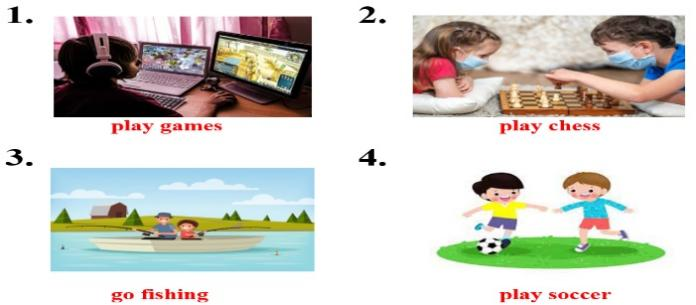 1.
play games
2.
play chess
3.
go fishing
4.
play soccer